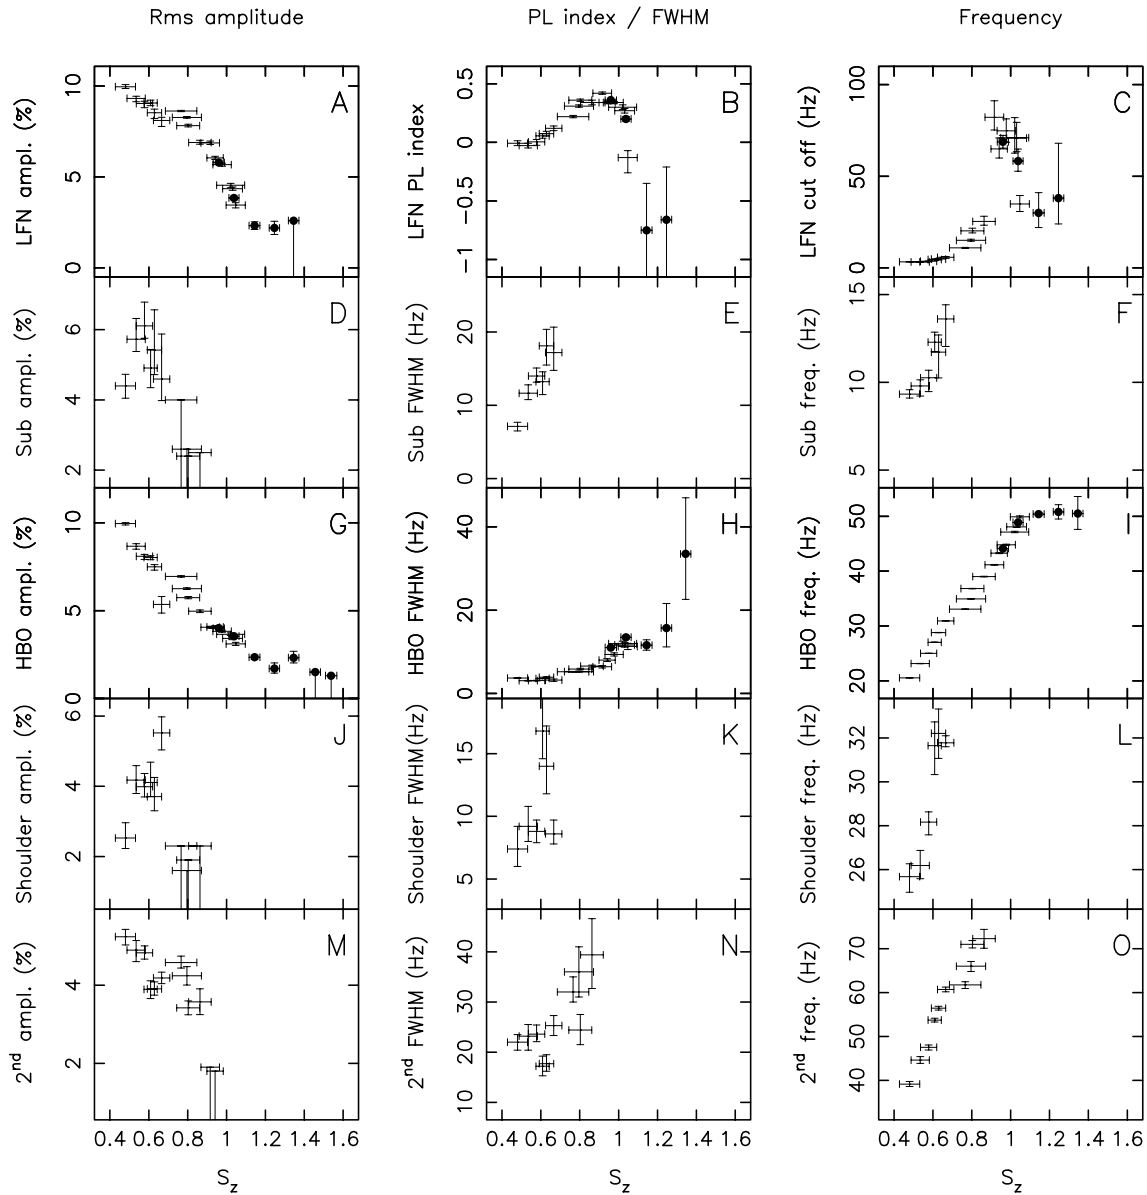 Rms amplitude
PL index / FWHM
Frequency
LFN ampl. (%)
10
5
0
A
LFN PL index
0.5
0
−0.5
−1
B
LFN cut off (Hz)
100
50
0
C
Sub ampl. (%)
6
4
2
D
Sub FWHM (Hz)
20
10
0
E
Sub freq. (Hz)
15
10
5
F
HBO ampl. (%)
10
5
0
G
HBO FWHM (Hz)
40
20
0
H
HBO freq. (Hz)
50
40
30
20
I
Shoulder ampl. (%)
6
4
2
J
Shoulder FWHM(Hz)
15
10
5
K
Shoulder freq. (Hz)
32
30
28
26
L
2nd ampl. (%)
4
2
M
2nd FWHM (Hz)
40
30
20
10
N
2nd freq. (Hz)
70
60
50
40
O
0.4 0.6 0.8 1 1.2 1.4 1.6
0.4 0.6 0.8 1 1.2 1.4 1.6
0.4 0.6 0.8 1 1.2 1.4 1.6
Sz
Sz
Sz